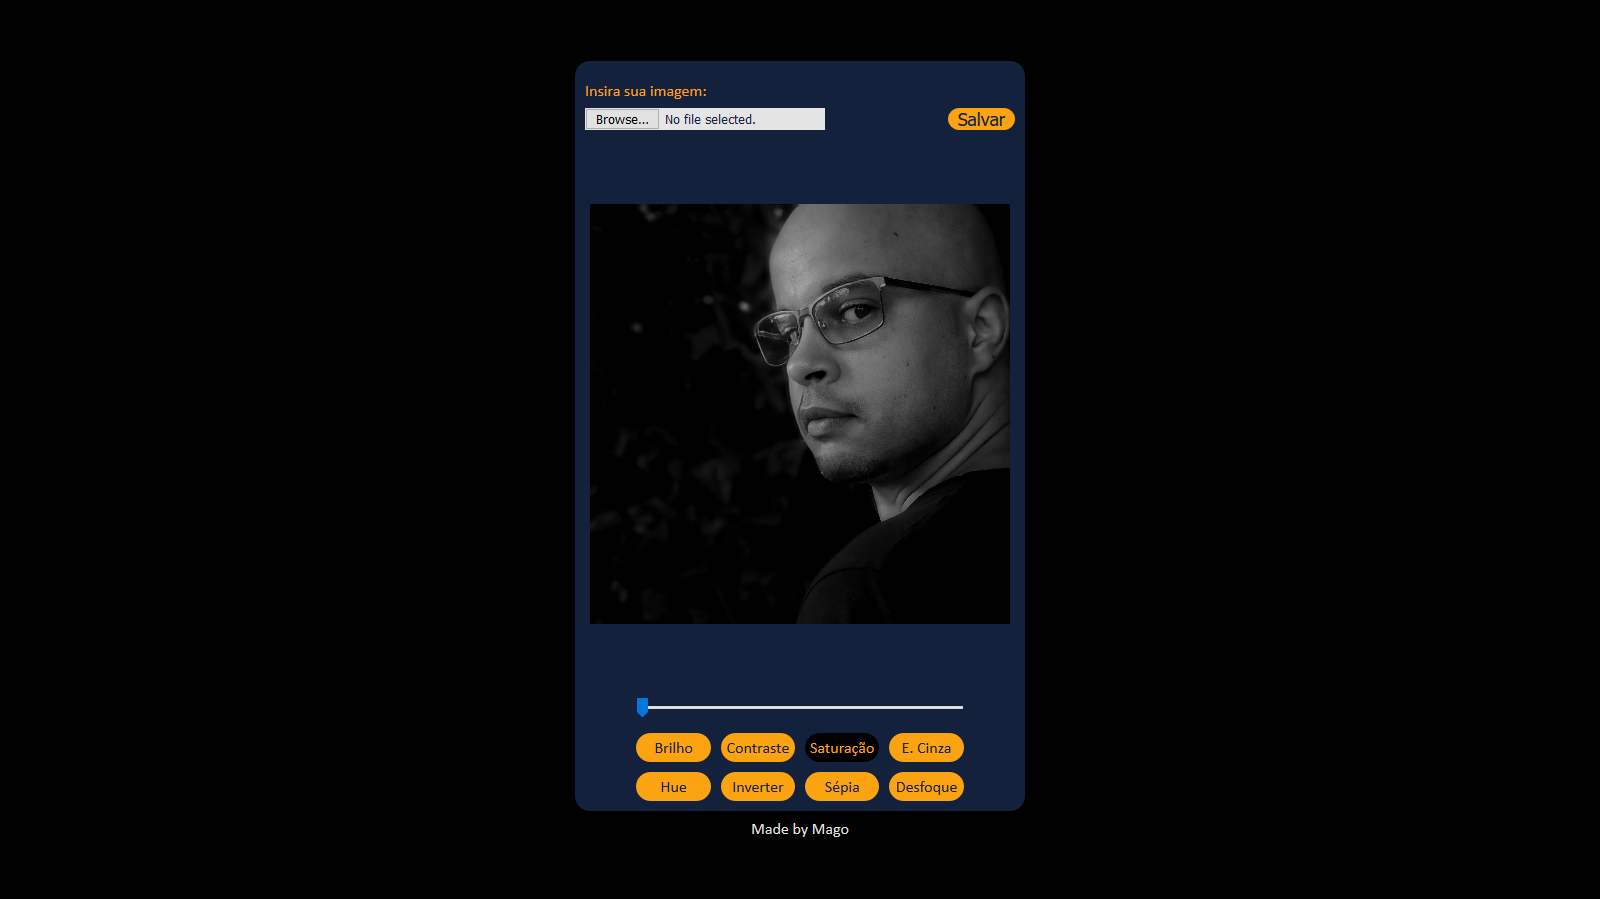 Insira sua imagem:
Browse... No file selected. Salvar
Brilho Contraste Saturação E. Cinza
Hue Inverter Sépia Desfoque
Made by Mago